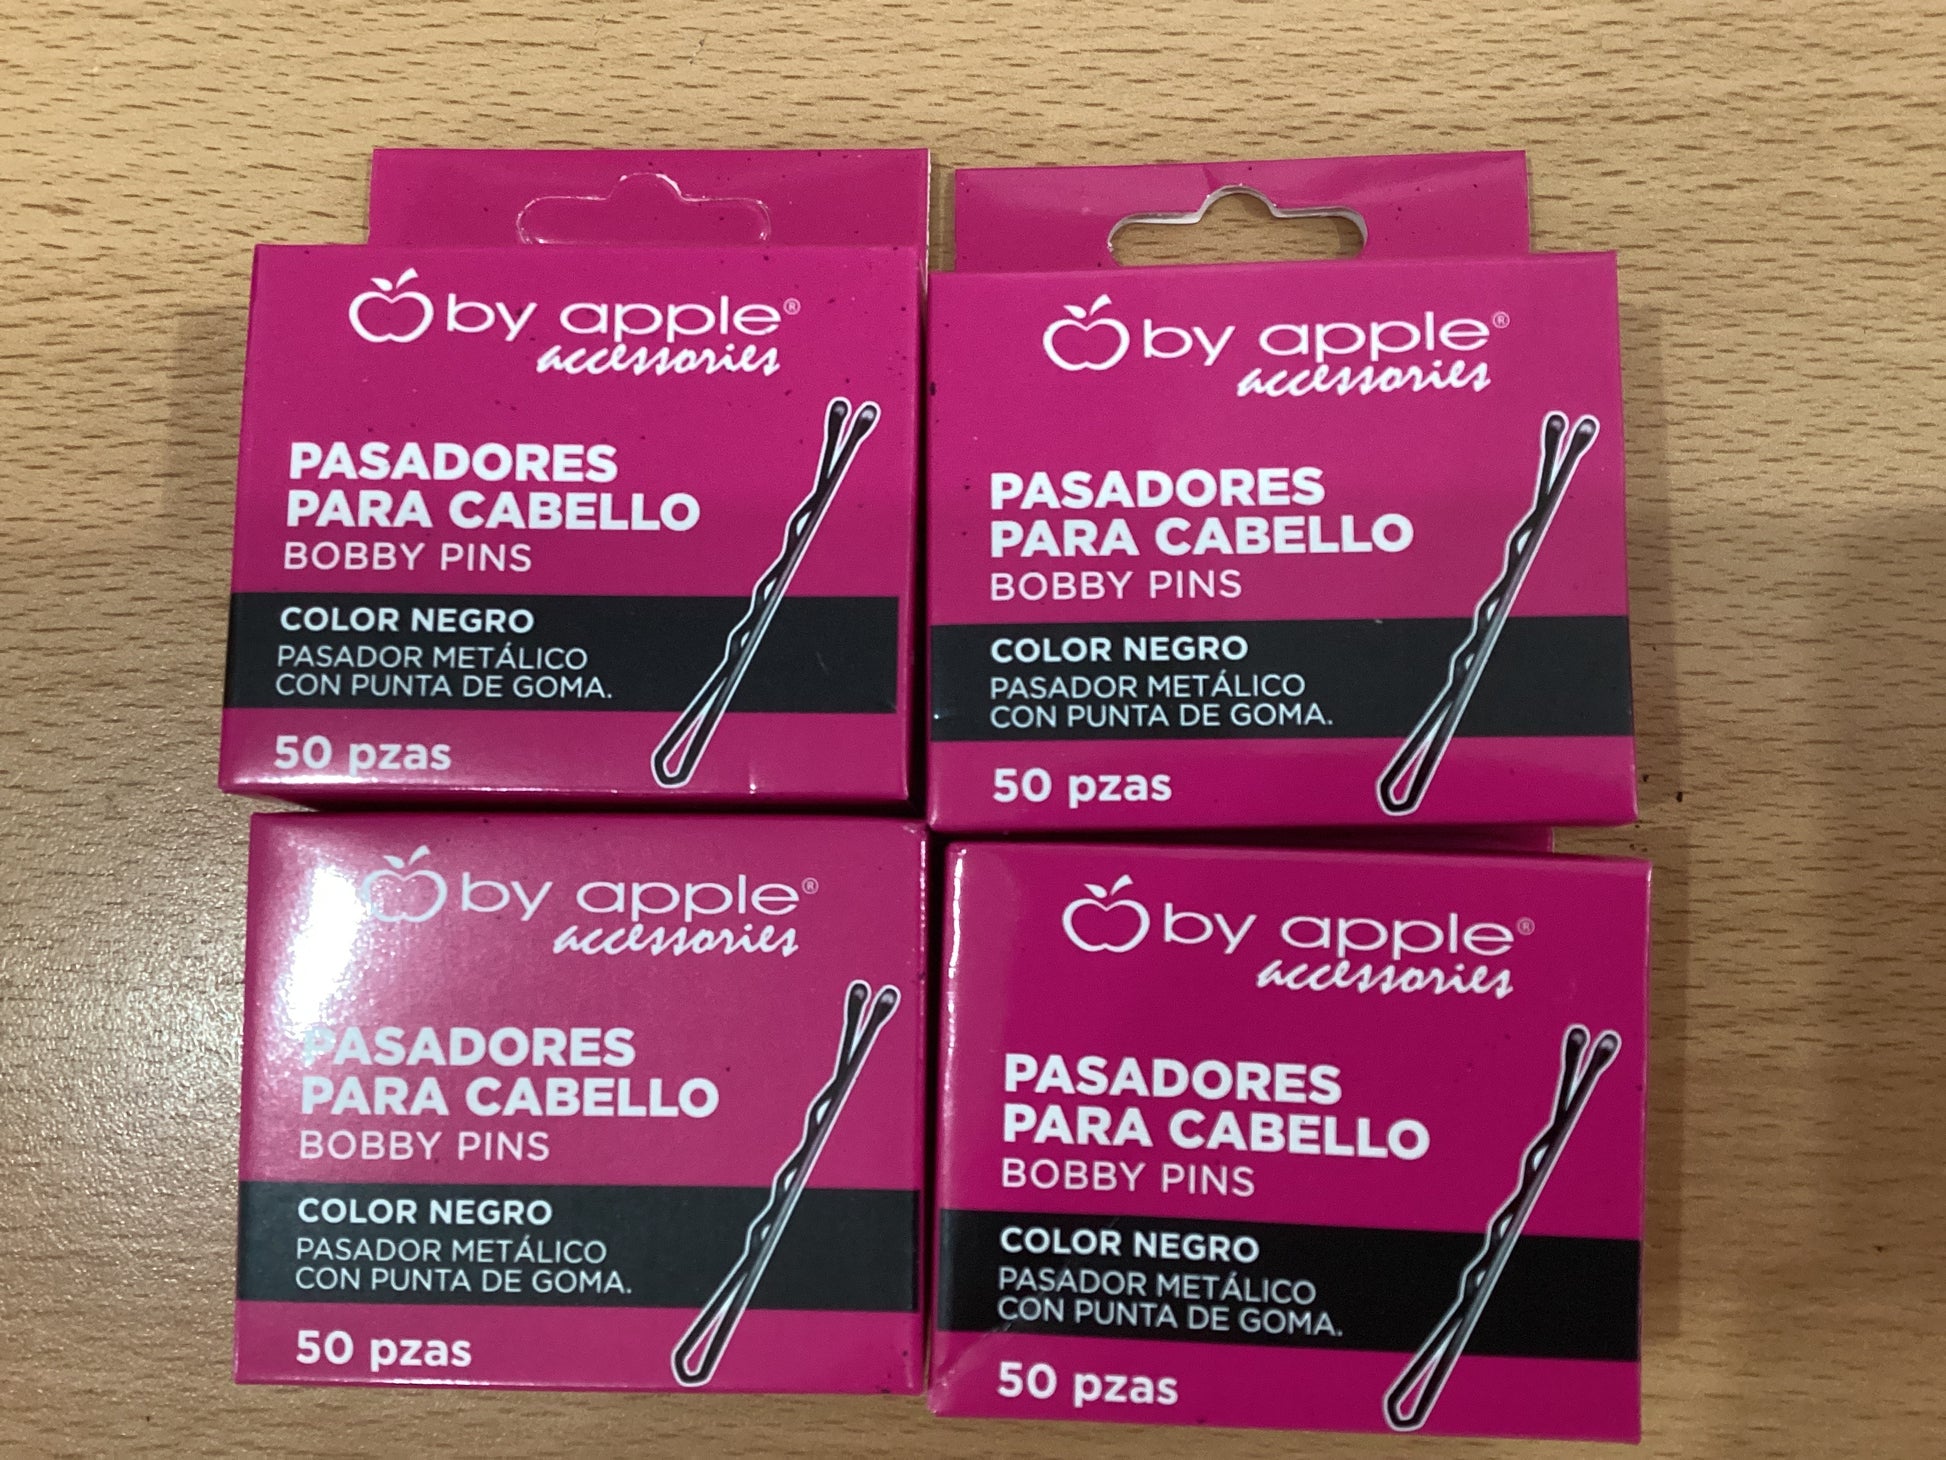 by apple®
accessories
PASADORES
PARA CABELLO
BOBBY PINS
COLOR NEGRO
PASADOR METÁLICO
CON PUNTA DE GOMA.
50 pzas
by apple®
accessories
PASADORES
PARA CABELLO
BOBBY PINS
COLOR NEGRO
PASADOR METÁLICO
CON PUNTA DE GOMA.
50 pzas
by apple®
accessories
PASADORES
PARA CABELLO
BOBBY PINS
COLOR NEGRO
PASADOR METÁLICO
CON PUNTA DE GOMA.
50 pzas
by apple®
accessories
PASADORES
PARA CABELLO
BOBBY PINS
COLOR NEGRO
PASADOR METÁLICO
CON PUNTA DE GOMA.
50 pzas